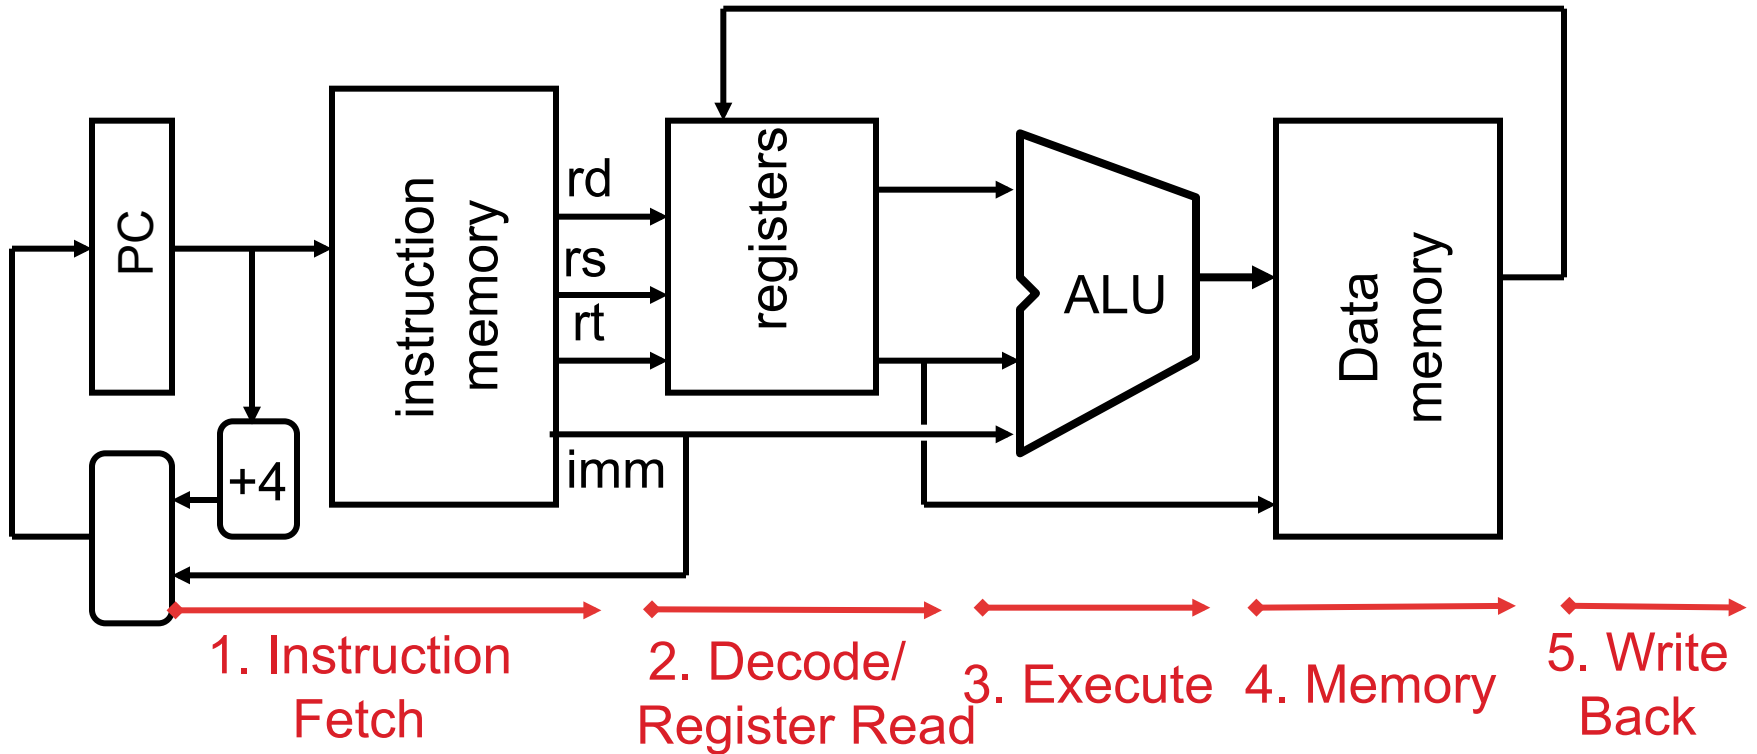 PC
+4
instruction
memory
rd
rs
rt
imm
registers
ALU
Data
memory
1. Instruction
Fetch
2. Decode/
Register Read
3. Execute
4. Memory
5. Write
Back